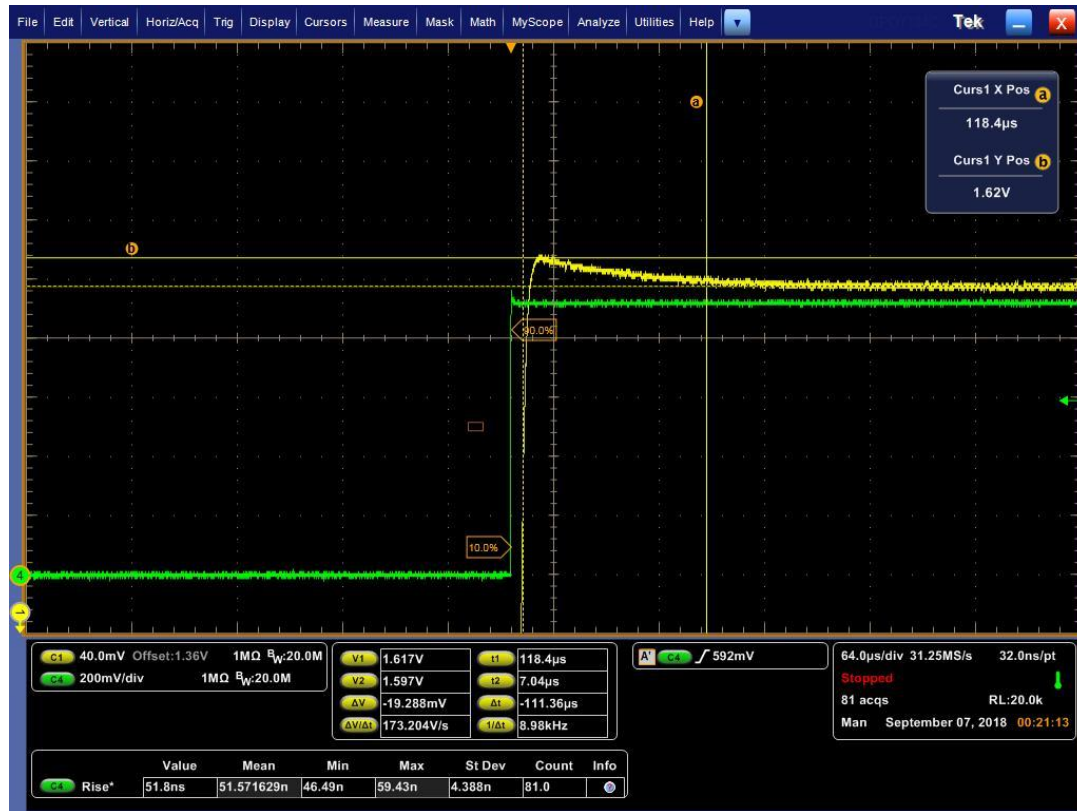 File Edit Vertical Horiz/Acq Trig Display Cursors Measure Mask Math MyScope Analyze Utilities Help Tek X
Curs1 X Pos a
118.4µs
Curs1 Y Pos b
1.62V
a
b
90.0%
10.0%
4
1
C1 40.0mV Offset:1.36V 1MΩ BW:20.0M
C4 200mV/div 1MΩ BW:20.0M
V1 1.617V t1 118.4µs
V2 1.597V t2 7.04µs
ΔV -19.288mV Δt -111.36µs
ΔV/Δt 173.204V/s 1/Δt 8.98kHz
A' C4 592mV
64.0µs/div 31.25MS/s 32.0ns/pt
Stopped
81 acqs RL:20.0k
Man September 07, 2018 00:21:13
Value Mean Min Max St Dev Count Info
C4 Rise* 51.8ns 51.571629n 46.49n 59.43n 4.388n 81.0